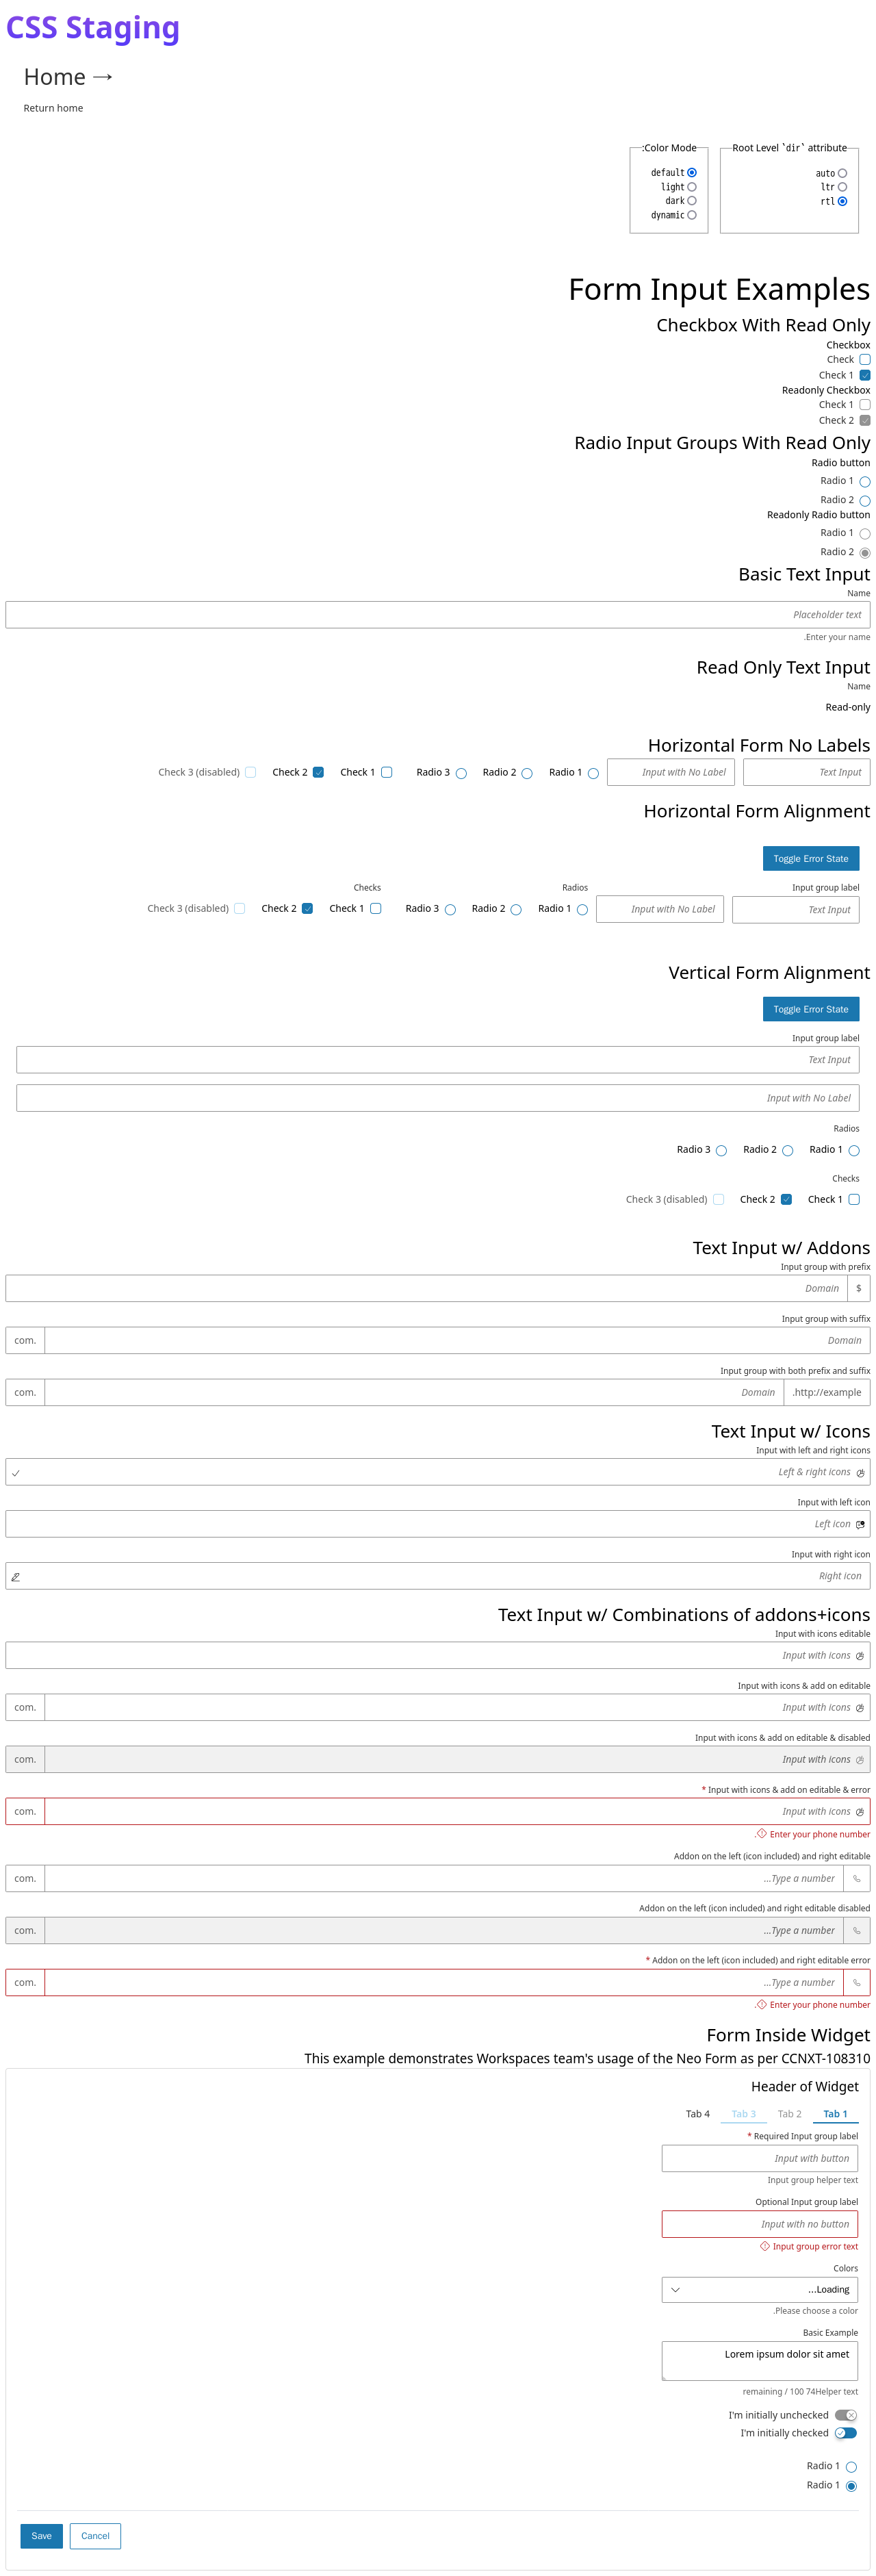 CSS Staging
Home →
Return home
Root Level `dir` attribute
auto
ltr
rtl
:Color Mode
default
light
dark
dynamic
Form Input Examples
Checkbox With Read Only
Checkbox
Check
Check 1
Readonly Checkbox
Check 1
Check 2
Radio Input Groups With Read Only
Radio button
Radio 1
Radio 2
Readonly Radio button
Radio 1
Radio 2
Basic Text Input
Name
Placeholder text
.Enter your name
Read Only Text Input
Name
Read-only
Horizontal Form No Labels
Check 3 (disabled) Check 2 Check 1 Radio 3 Radio 2 Radio 1 Input with No Label Text Input
Horizontal Form Alignment
Toggle Error State
Checks Radios Input group label
Check 3 (disabled) Check 2 Check 1 Radio 3 Radio 2 Radio 1 Input with No Label Text Input
Vertical Form Alignment
Toggle Error State
Input group label
Text Input
Input with No Label
Radios
Radio 3 Radio 2 Radio 1
Checks
Check 3 (disabled) Check 2 Check 1
Text Input w/ Addons
Input group with prefix
Domain $
Input group with suffix
com. Domain
Input group with both prefix and suffix
com. Domain .http://example
Text Input w/ Icons
Input with left and right icons
Left & right icons
Input with left icon
Left icon
Input with right icon
Right icon
Text Input w/ Combinations of addons+icons
Input with icons editable
Input with icons
Input with icons & add on editable
com. Input with icons
Input with icons & add on editable & disabled
com. Input with icons
* Input with icons & add on editable & error
com. Input with icons
. Enter your phone number
Addon on the left (icon included) and right editable
com. ...Type a number
Addon on the left (icon included) and right editable disabled
com. ...Type a number
* Addon on the left (icon included) and right editable error
com. ...Type a number
. Enter your phone number
Form Inside Widget
This example demonstrates Workspaces team's usage of the Neo Form as per CCNXT-108310
Header of Widget
Tab 4 Tab 3 Tab 2 Tab 1
* Required Input group label
Input with button
Input group helper text
Optional Input group label
Input with no button
Input group error text
Colors
...Loading
.Please choose a color
Basic Example
Lorem ipsum dolor sit amet
remaining / 100 74Helper text
I'm initially unchecked
I'm initially checked
Radio 1
Radio 1
Save Cancel